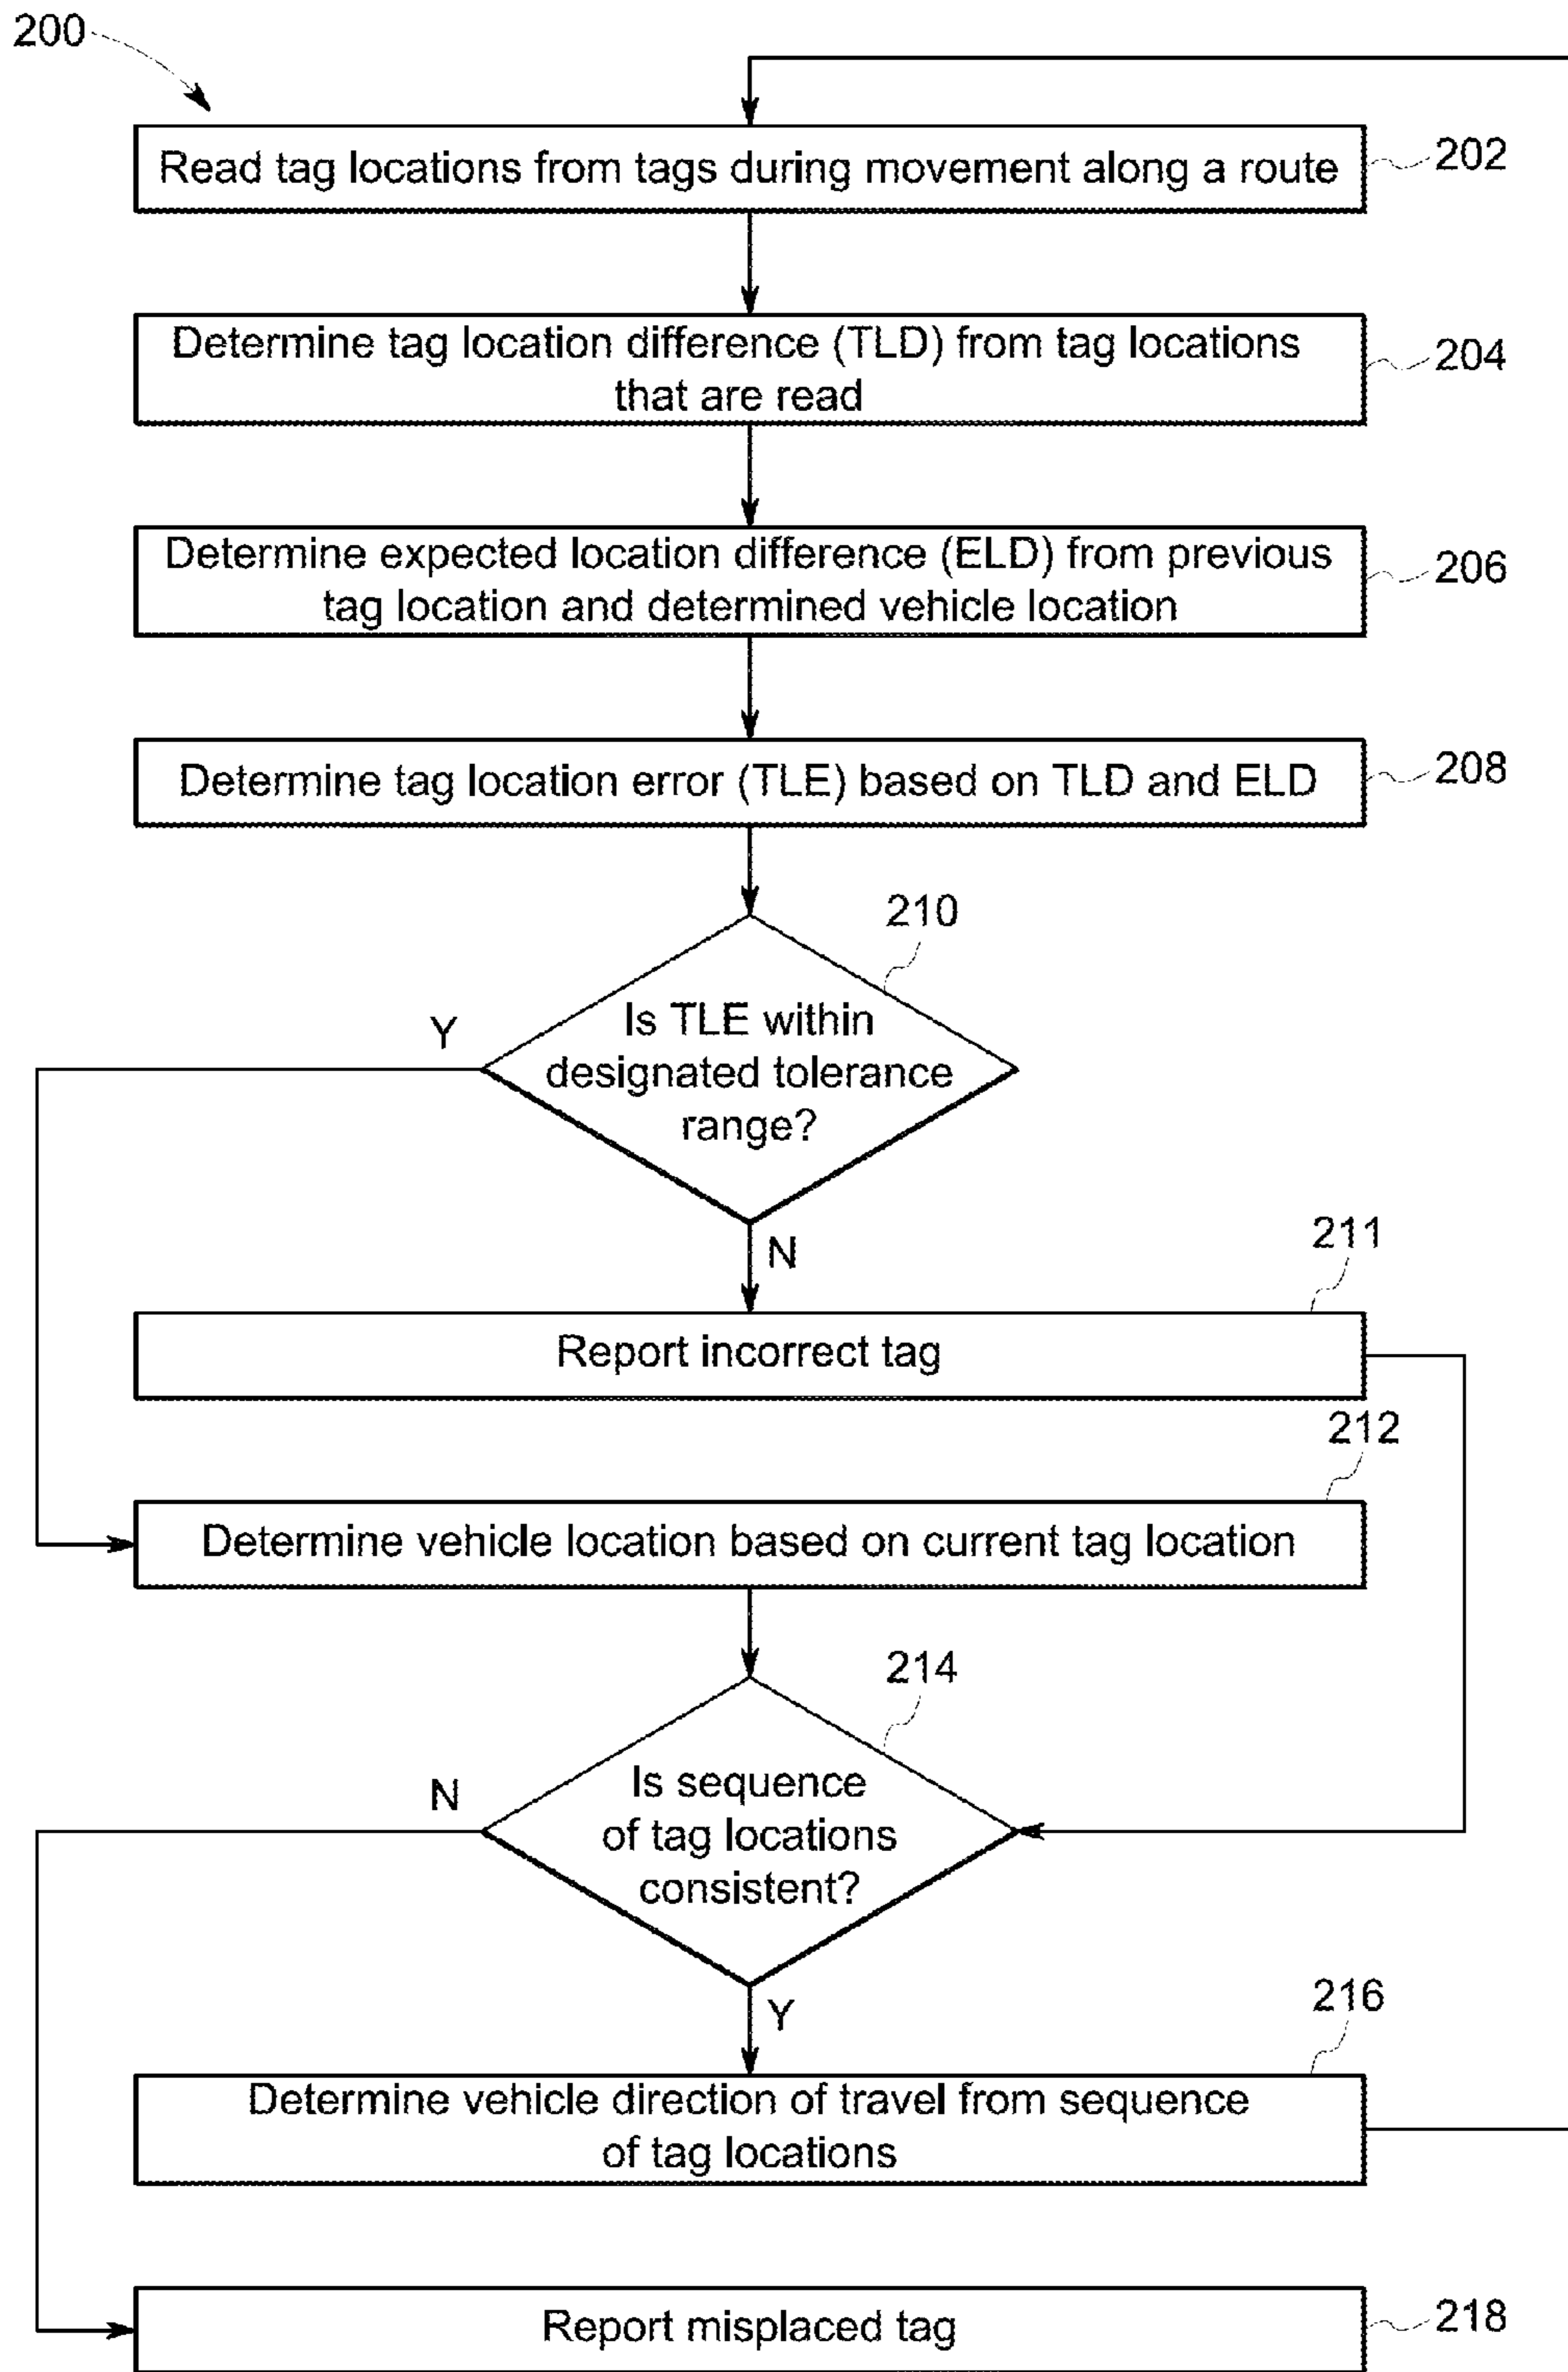 200
Read tag locations from tags during movement along a route
202
Determine tag location difference (TLD) from tag locations
that are read
204
Determine expected location difference (ELD) from previous
tag location and determined vehicle location
206
Determine tag location error (TLE) based on TLD and ELD
208
210
Is TLE within
designated tolerance
range?
Y
N
211
Report incorrect tag
212
Determine vehicle location based on current tag location
214
Is sequence
of tag locations
consistent?
N
Y
216
Determine vehicle direction of travel from sequence
of tag locations
Report misplaced tag
218